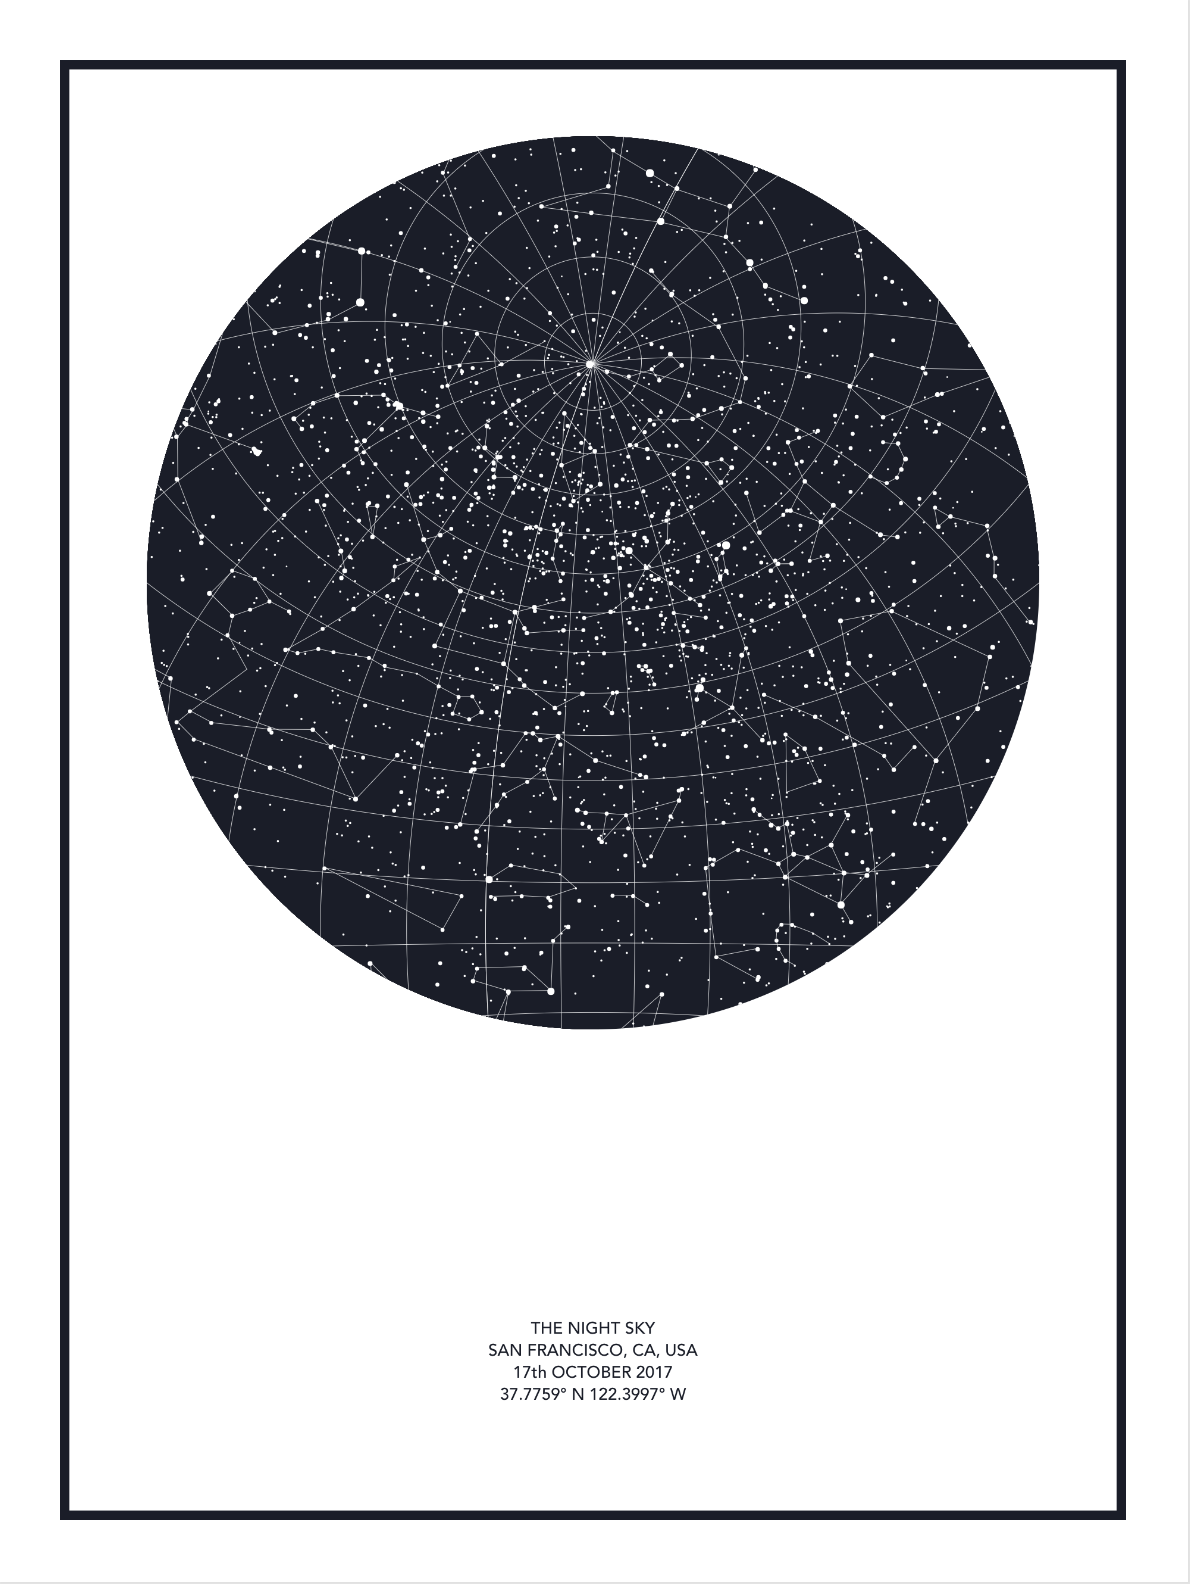 THE NIGHT SKY
SAN FRANCISCO, CA, USA
17th OCTOBER 2017
37.7759° N 122.3997° W